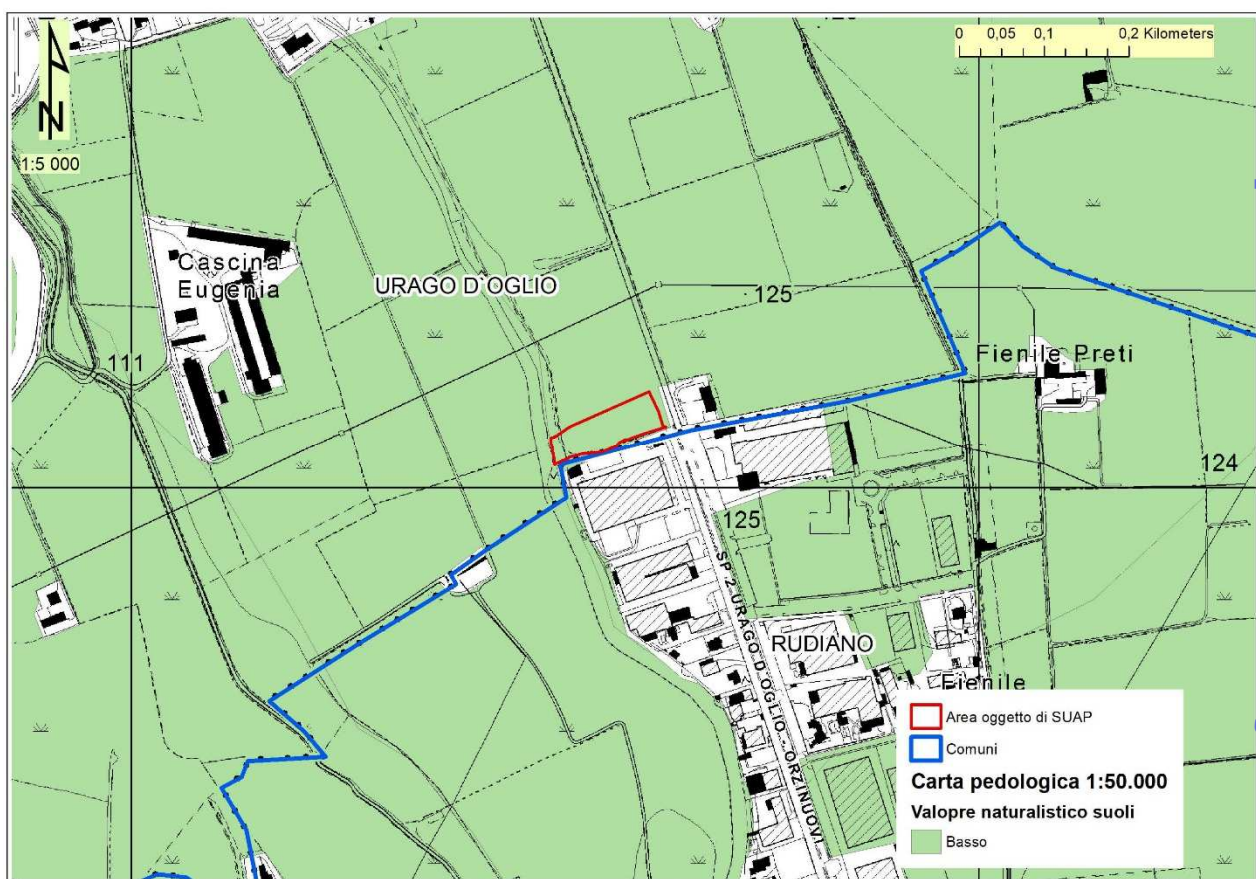 0 0,05 0,1 0,2 Kilometers
N
1:5 000
Cascina
Eugenia
URAGO D`OGLIO
125
111
Fienile Preti
124
125
SP 2 URAGO D`OGLIO - ORZINUOVI
RUDIANO
Fienile
Area oggetto di SUAP
Comuni
Carta pedologica 1:50.000
Valopre naturalistico suoli
Basso